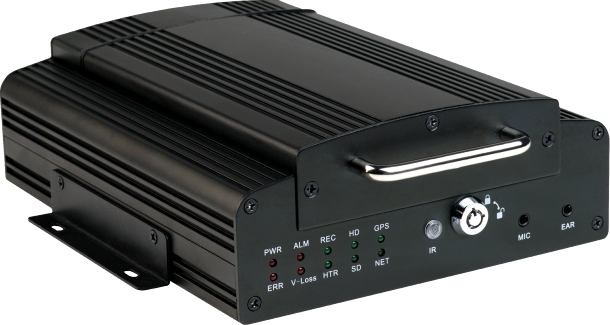 PWR ALM REC HD GPS
ERR V-Loss HTR SD NET
IR
MIC
EAR